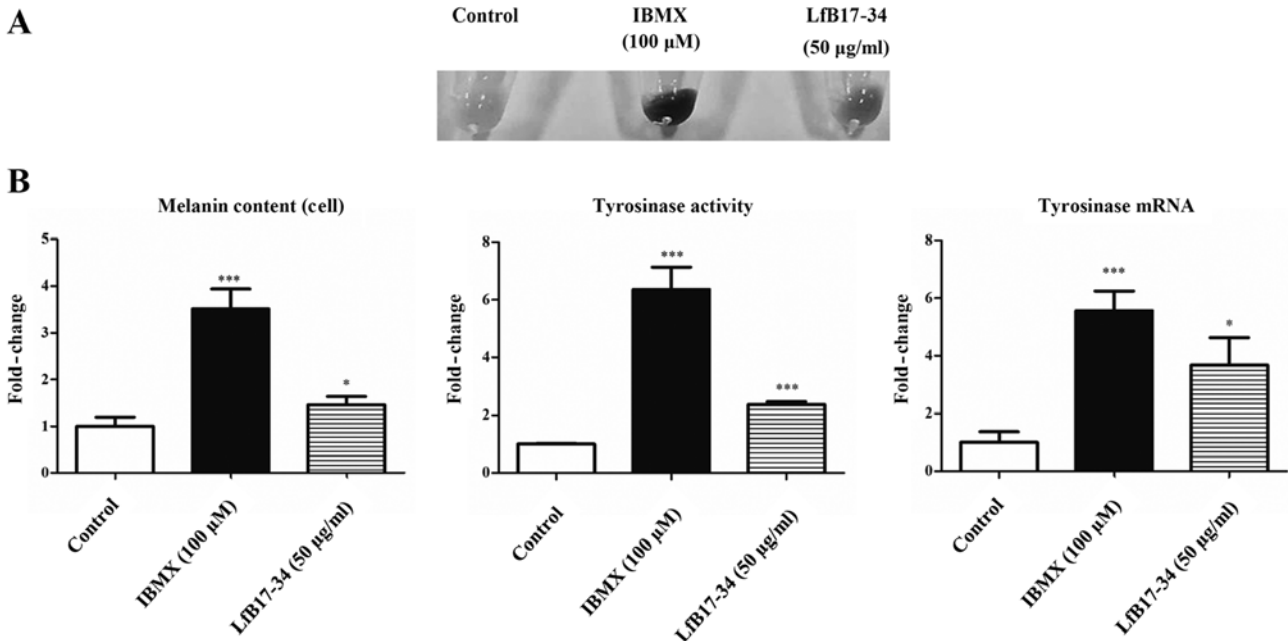 A
Control IBMX LfB17-34
(100 μM) (50 μg/ml)
B
Melanin content (cell)
5
4
3
2
1
0
Fold - change
***
*
Control
IBMX (100 μM)
LfB17-34 (50 μg/ml)
Tyrosinase activity
8
6
4
2
0
Fold - change
***
***
Control
IBMX (100 μM)
LfB17-34 (50 μg/ml)
Tyrosinase mRNA
8
6
4
2
0
Fold - change
***
*
Control
IBMX (100 μM)
LfB17-34 (50 μg/ml)